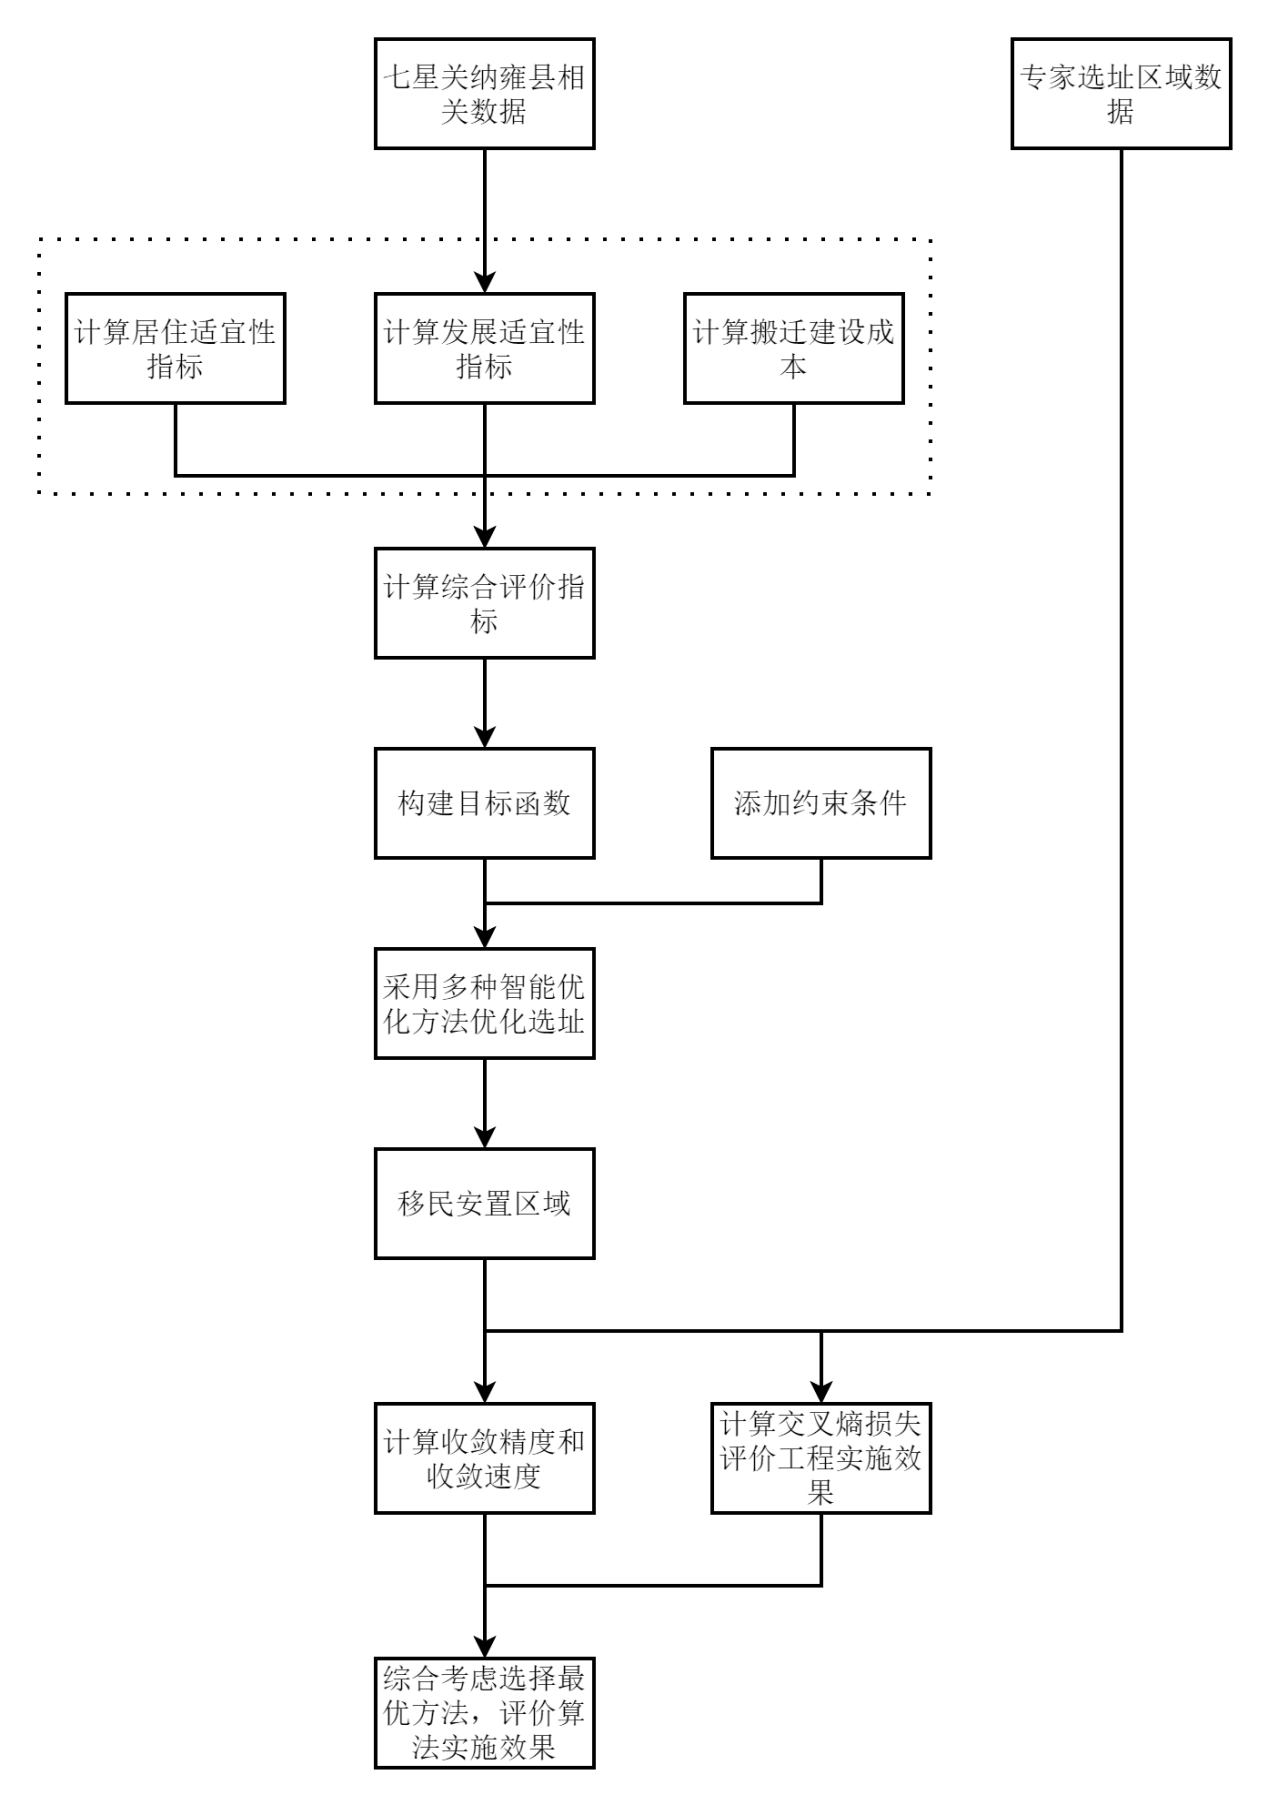 七星关纳雍县相
关数据
专家选址区域数
据
计算居住适宜性
指标
计算发展适宜性
指标
计算搬迁建设成
本
计算综合评价指
标
构建目标函数
添加约束条件
采用多种智能优
化方法优化选址
移民安置区域
计算收敛精度和
收敛速度
计算交叉熵损失
评价工程实施效
果
综合考虑选择最
优方法，评价算
法实施效果